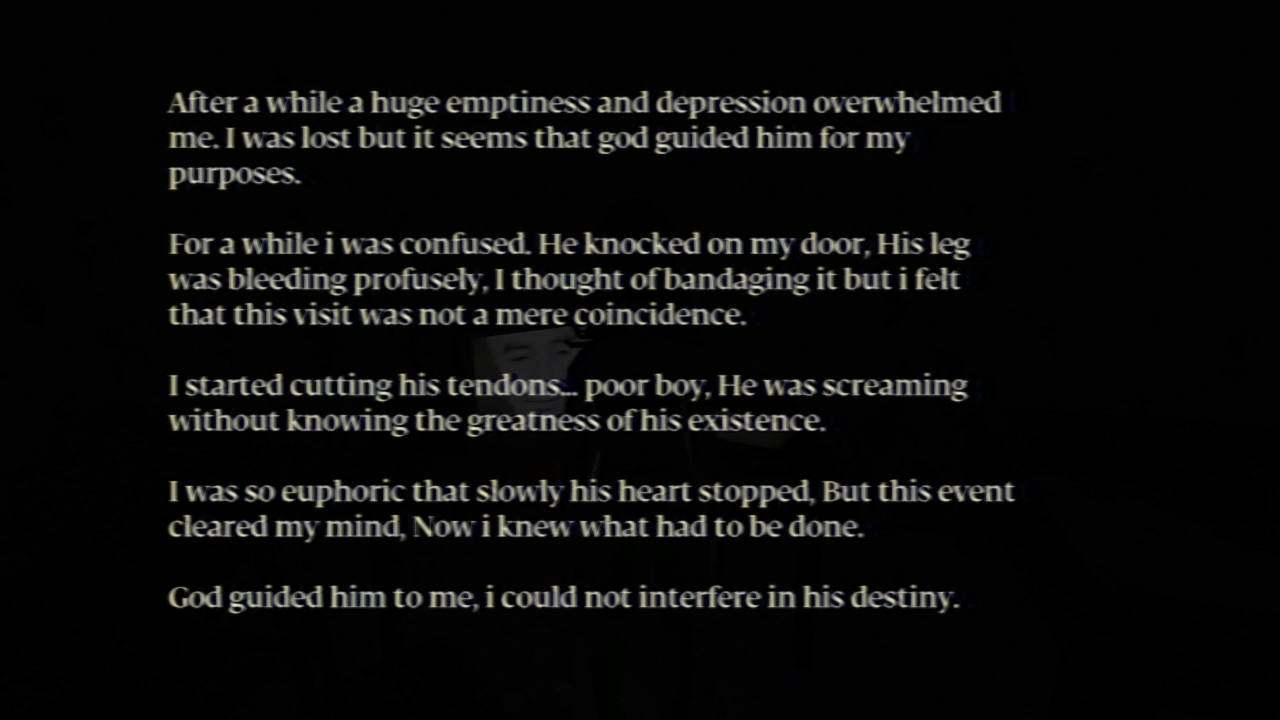 After a while a huge emptiness and depression overwhelmed
me. I was lost but it seems that god guided him for my
purposes.
For a while i was confused. He knocked on my door, His leg
was bleeding profusely, I thought of bandaging it but i felt
that this visit was not a mere coincidence.
I started cutting his tendons... poor boy, He was screaming
without knowing the greatness of his existence.
I was so euphoric that slowly his heart stopped, But this event
cleared my mind, Now i knew what had to be done.
God guided him to me, i could not interfere in his destiny.